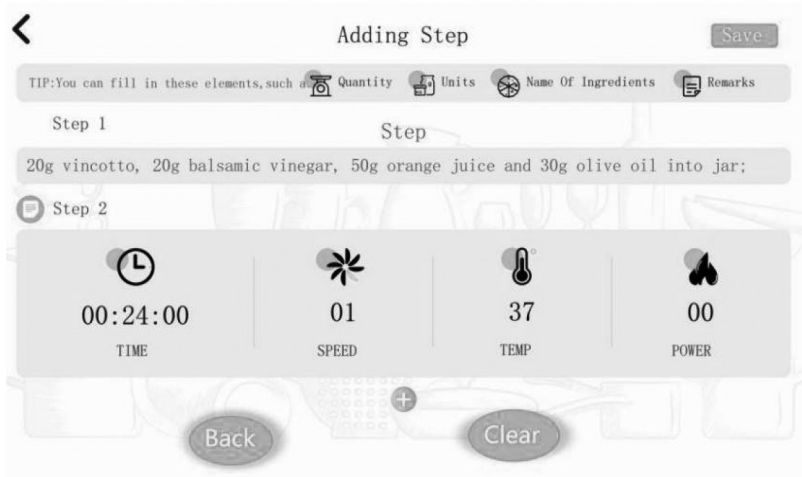 Adding Step
Save
TIP:You can fill in these elements,such Quantity Units Name Of Ingredients Remarks
Step 1
Step
20g vincotto, 20g balsamic vinegar, 50g orange juice and 30g olive oil into jar;
Step 2
00:24:00 01 37 00
TIME SPEED TEMP POWER
Back Clear